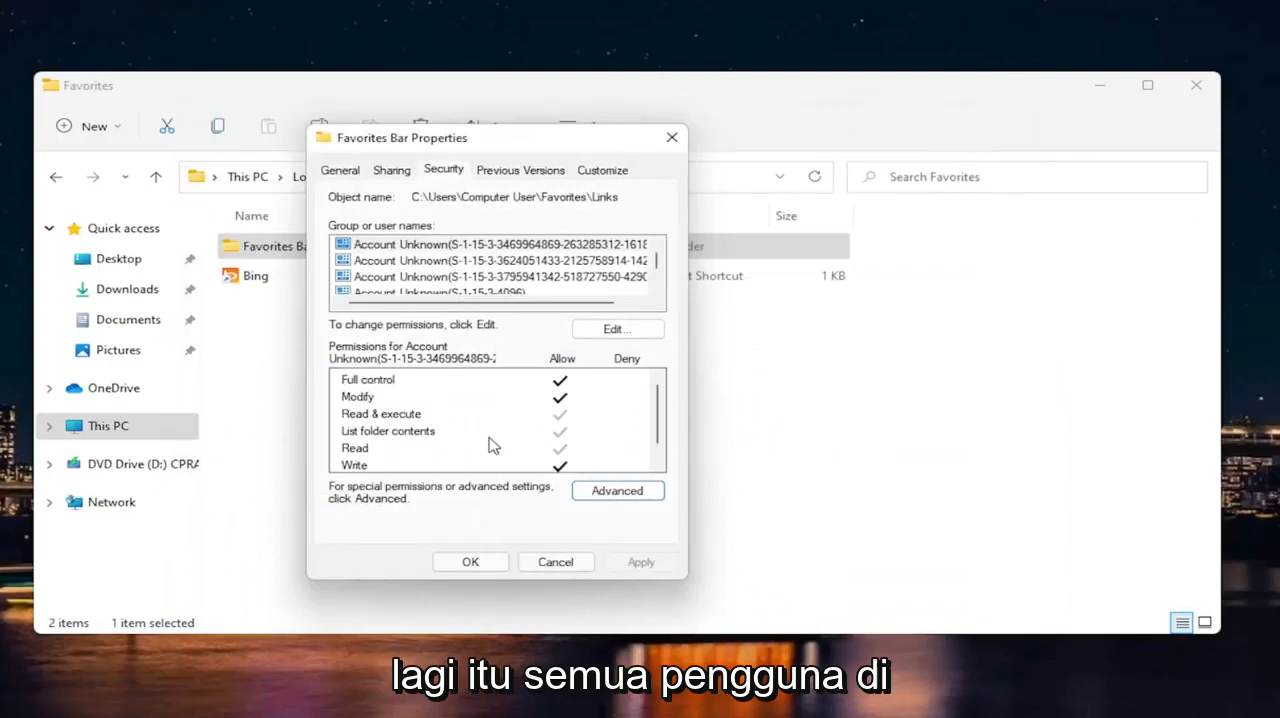 Favorites
New
This PC
Search Favorites
Quick access
Desktop
Downloads
Documents
Pictures
OneDrive
This PC
DVD Drive (D:) CPRA
Network
Name
Size
Favorites Ba
Bing
t Shortcut
1 KB
Favorites Bar Properties
General
Sharing
Security
Previous Versions
Customize
Object name: C:\Users\Computer User\Favorites\Links
Group or user names:
Account Unknown(S-1-15-3-3469964869-263285312-1618
Account Unknown(S-1-15-3-3624051433-2125758914-142
Account Unknown(S-1-15-3-3795941342-518727550-4290
Account Unknown(S-1-15-3-4096)
To change permissions, click Edit.
Edit...
Permissions for Account
Unknown(S-1-15-3-3469964869-2
Allow
Deny
Full control
Modify
Read & execute
List folder contents
Read
Write
For special permissions or advanced settings,
click Advanced.
Advanced
OK
Cancel
Apply
2 items
1 item selected
lagi itu semua pengguna di